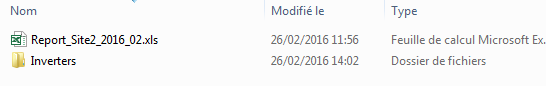 Nom Modifié le Type
Report_Site2_2016_02.xls 26/02/2016 11:56 Feuille de calcul Microsoft Ex.
Inverters 26/02/2016 14:02 Dossier de fichiers